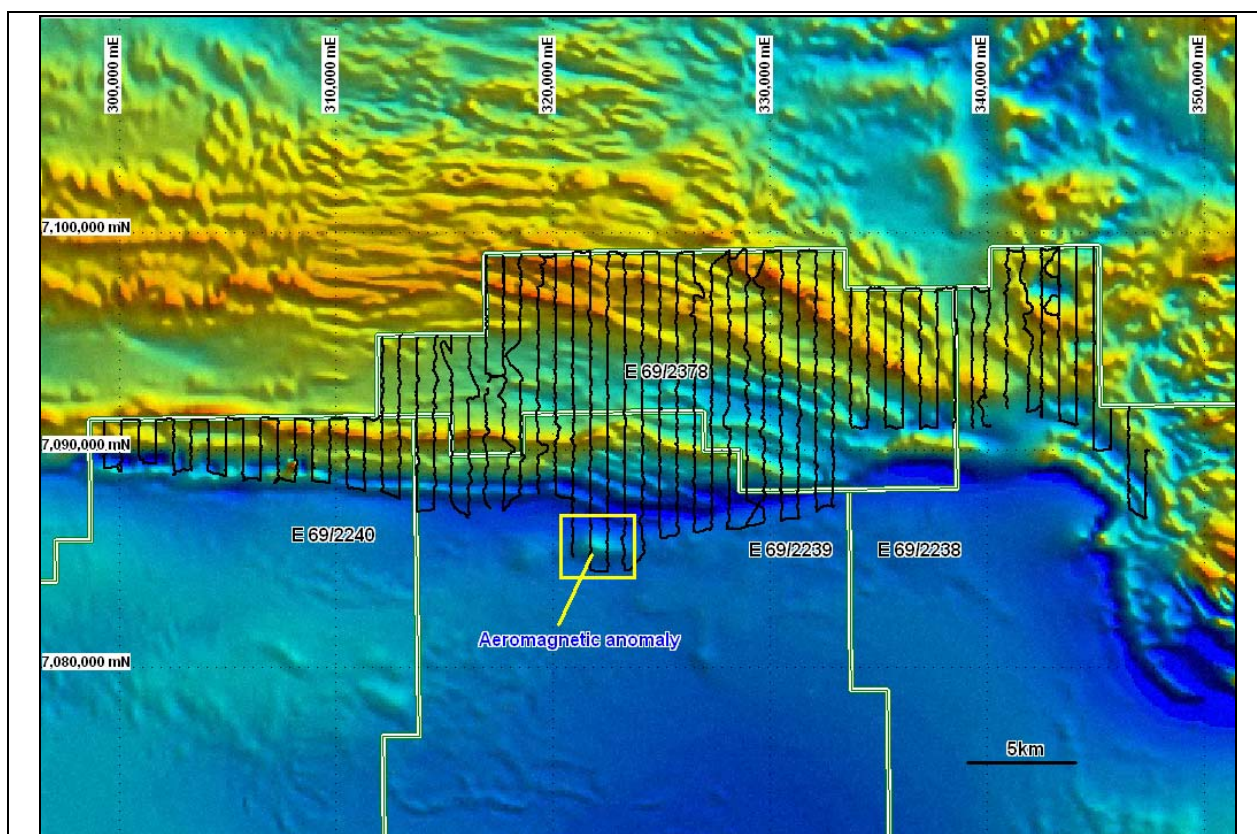 300,000 mE
310,000 mE
320,000 mE
330,000 mE
340,000 mE
350,000 mE
7,100,000 mN
E 69/2378
7,090,000 mN
E 69/2240
E 69/2239
E 69/2238
Aeromagnetic anomaly
7,080,000 mN
5km